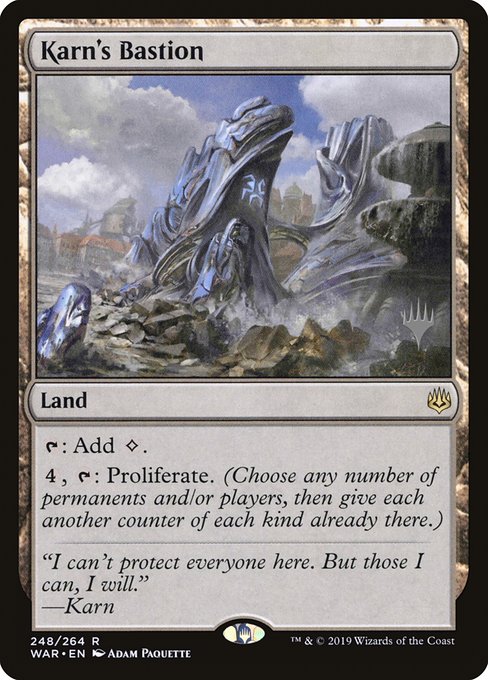 Karn's Bastion
Land
: Add .
4 , : Proliferate. (Choose any number of
permanents and/or players, then give each
another counter of each kind already there.)
“I can't protect everyone here. But those I
can, I will.”
—Karn
248/264 R
WAR • EN Adam Paquette
™ & © 2019 Wizards of the Coast